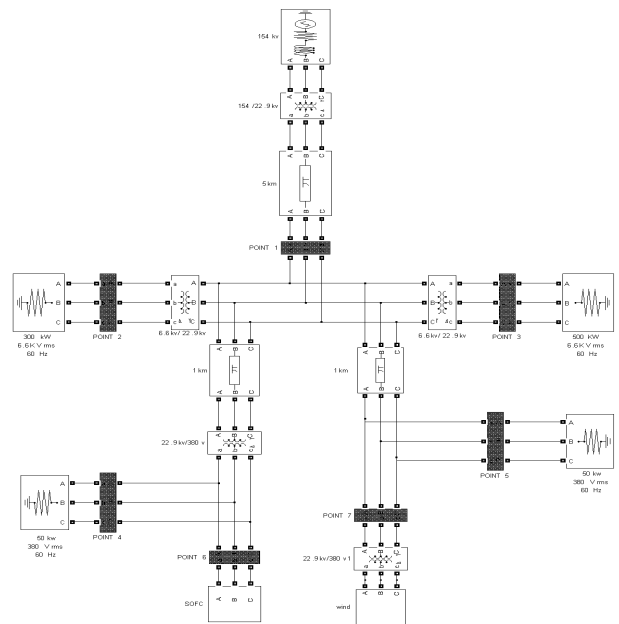 154 kv
A B C
A B C
154 /22 .9 kv
a b c
A B C
5 km
A B C
POINT 1
A
B
C
a A
b B
c C
A a
B b
C c
A
B
C
300 kW
6.6K V rms
60 Hz
POINT 2
6.6 kv/ 22 .9 kv
6 .6 kv/ 22 .9 kv
POINT 3
500 KW
6.6K V rms
60 Hz
A B C
1 km
A B C
A B C
1 km
A B C
A B C
22 .9 kv/380 v
a b c
A
B
C
50 kw
380 V rms
60 Hz
POINT 5
A
B
C
50 kw
380 V rms
60 Hz
POINT 4
POINT 7
POINT 6
A B C
22 .9 kv/380 v1
a b c
A B C
SOFC
A B C
wind